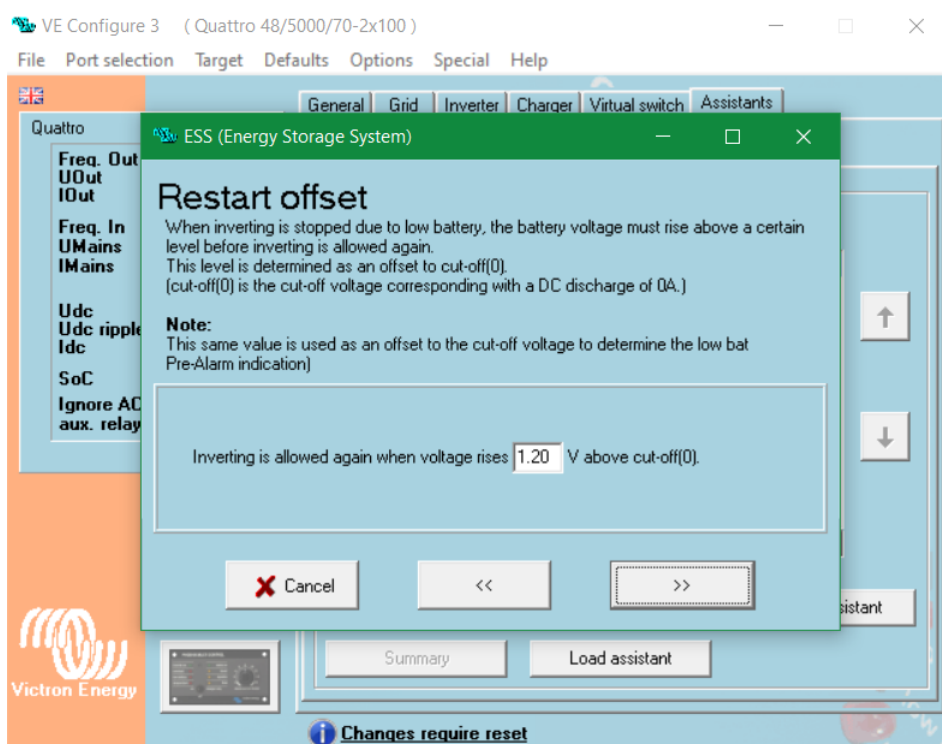 VE Configure 3 ( Quattro 48/5000/70-2x100 )
File Port selection Target Defaults Options Special Help
General Grid Inverter Charger Virtual switch Assistants
Quattro
ESS (Energy Storage System)
Freq. Out
UOut
IOut
Freq. In
UMains
IMains
Udc
Udc ripple
Idc
SoC
Ignore AC
aux. relay
Restart offset
When inverting is stopped due to low battery, the battery voltage must rise above a certain
level before inverting is allowed again.
This level is determined as an offset to cut-off(0).
(cut-off(0) is the cut-off voltage corresponding with a DC discharge of 0A.)
Note:
This same value is used as an offset to the cut-off voltage to determine the low bat
Pre-Alarm indication)
Inverting is allowed again when voltage rises 1.20 V above cut-off(0).
Cancel << >>
sistant
Summary Load assistant
Victron Energy
Changes require reset